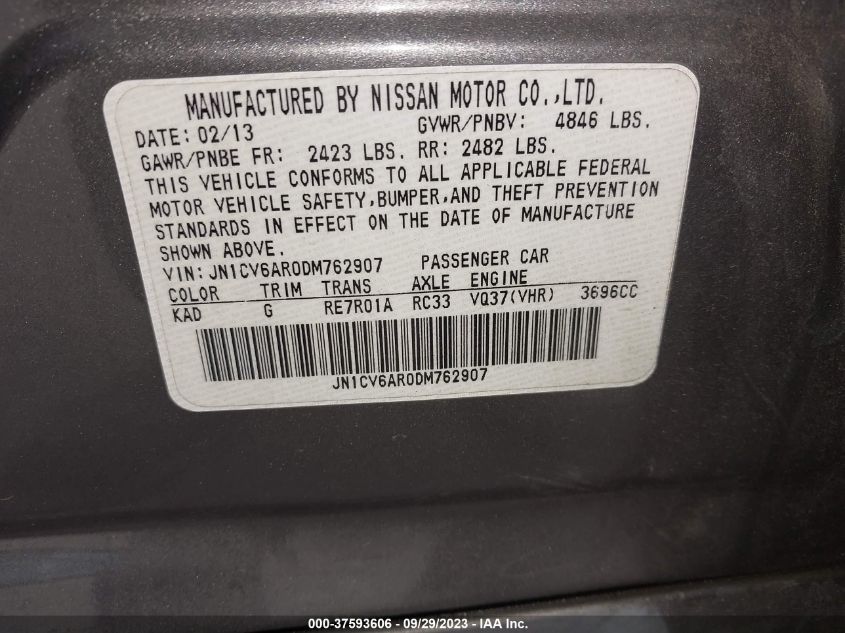 MANUFACTURED BY NISSAN MOTOR CO.,LTD.
DATE: 02/13 GVWR/PNBV: 4846 LBS.
GAWR/PNBE FR: 2423 LBS. RR: 2482 LBS.
THIS VEHICLE CONFORMS TO ALL APPLICABLE FEDERAL
MOTOR VEHICLE SAFETY,BUMPER,AND THEFT PREVENTION
STANDARDS IN EFFECT ON THE DATE OF MANUFACTURE
SHOWN ABOVE.
VIN: JN1CV6AR0DM762907 PASSENGER CAR
COLOR TRIM TRANS AXLE ENGINE
KAD G RE7R01A RC33 VQ37(VHR) 3696CC
JN1CV6AR0DM762907
000-37593606 - 09/29/2023 - IAA Inc.